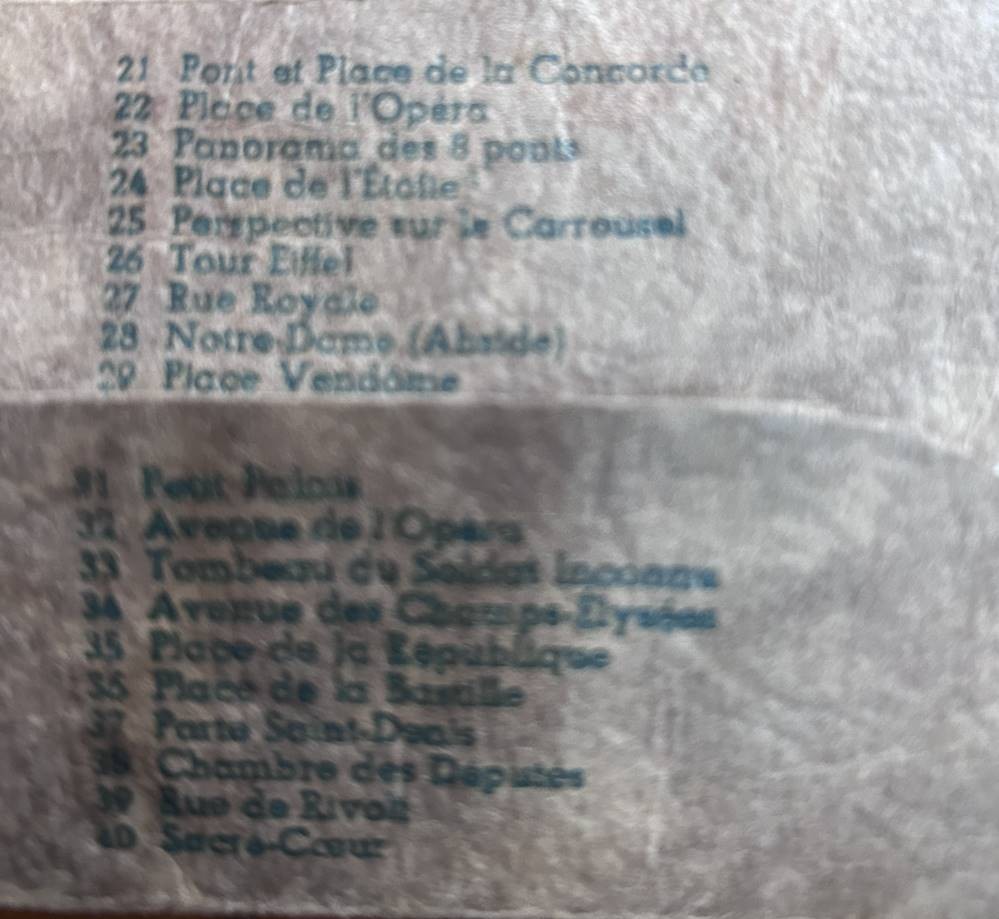 21 Pont et Place de la Concorde
22 Place de l'Opéra
23 Panorama des 8 ponts
24 Place de l'Étoile
25 Perspective sur le Carrousel
26 Tour Eiffel
27 Rue Royale
28 Notre-Dame (Abside)
29 Place Vendôme
31 Petit Palais
32 Avenue de l'Opéra
33 Tombeau du Soldat Inconnu
34 Avenue des Champs-Élysées
35 Place de la République
36 Place de la Bastille
37 Porte Saint-Denis
38 Chambre des Députés
39 Rue de Rivoli
40 Sacré-Cœur